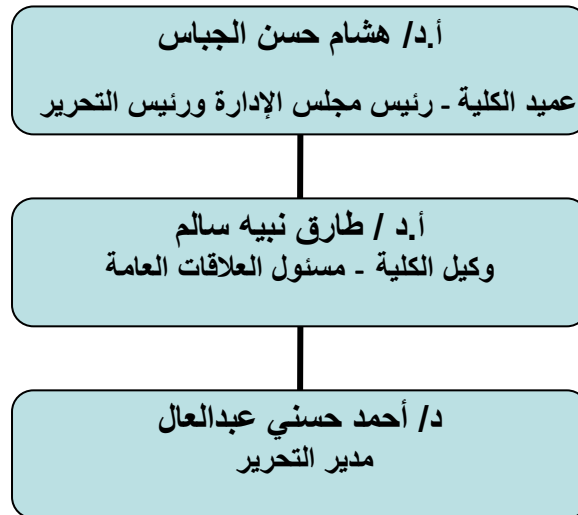 أ.د/ هشام حسن الجباس
عميد الكلية - رئيس مجلس الإدارة ورئيس التحرير
أ.د / طارق نبيه سالم
وكيل الكلية - مسئول العلاقات العامة
د/ أحمد حسني عبدالعال
مدير التحرير